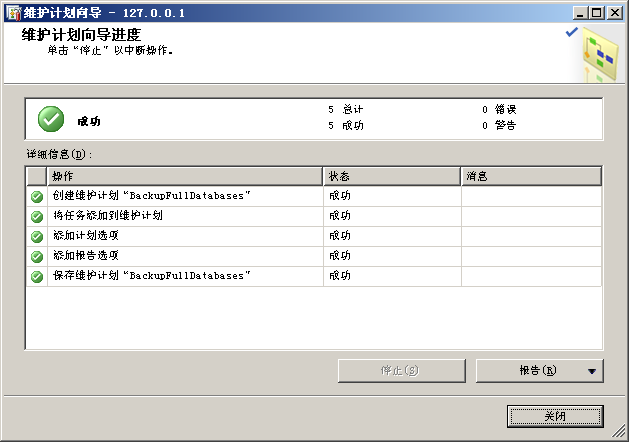 维护计划向导 - 127.0.0.1
维护计划向导进度
单击“停止”以中断操作。
成功
5 总计 0 错误
5 成功 0 警告
详细信息(D)：
操作 状态 消息
创建维护计划“BackupFullDatabases” 成功
将任务添加到维护计划 成功
添加计划选项 成功
添加报告选项 成功
保存维护计划“BackupFullDatabases” 成功
停止(S) 报告(R)
关闭